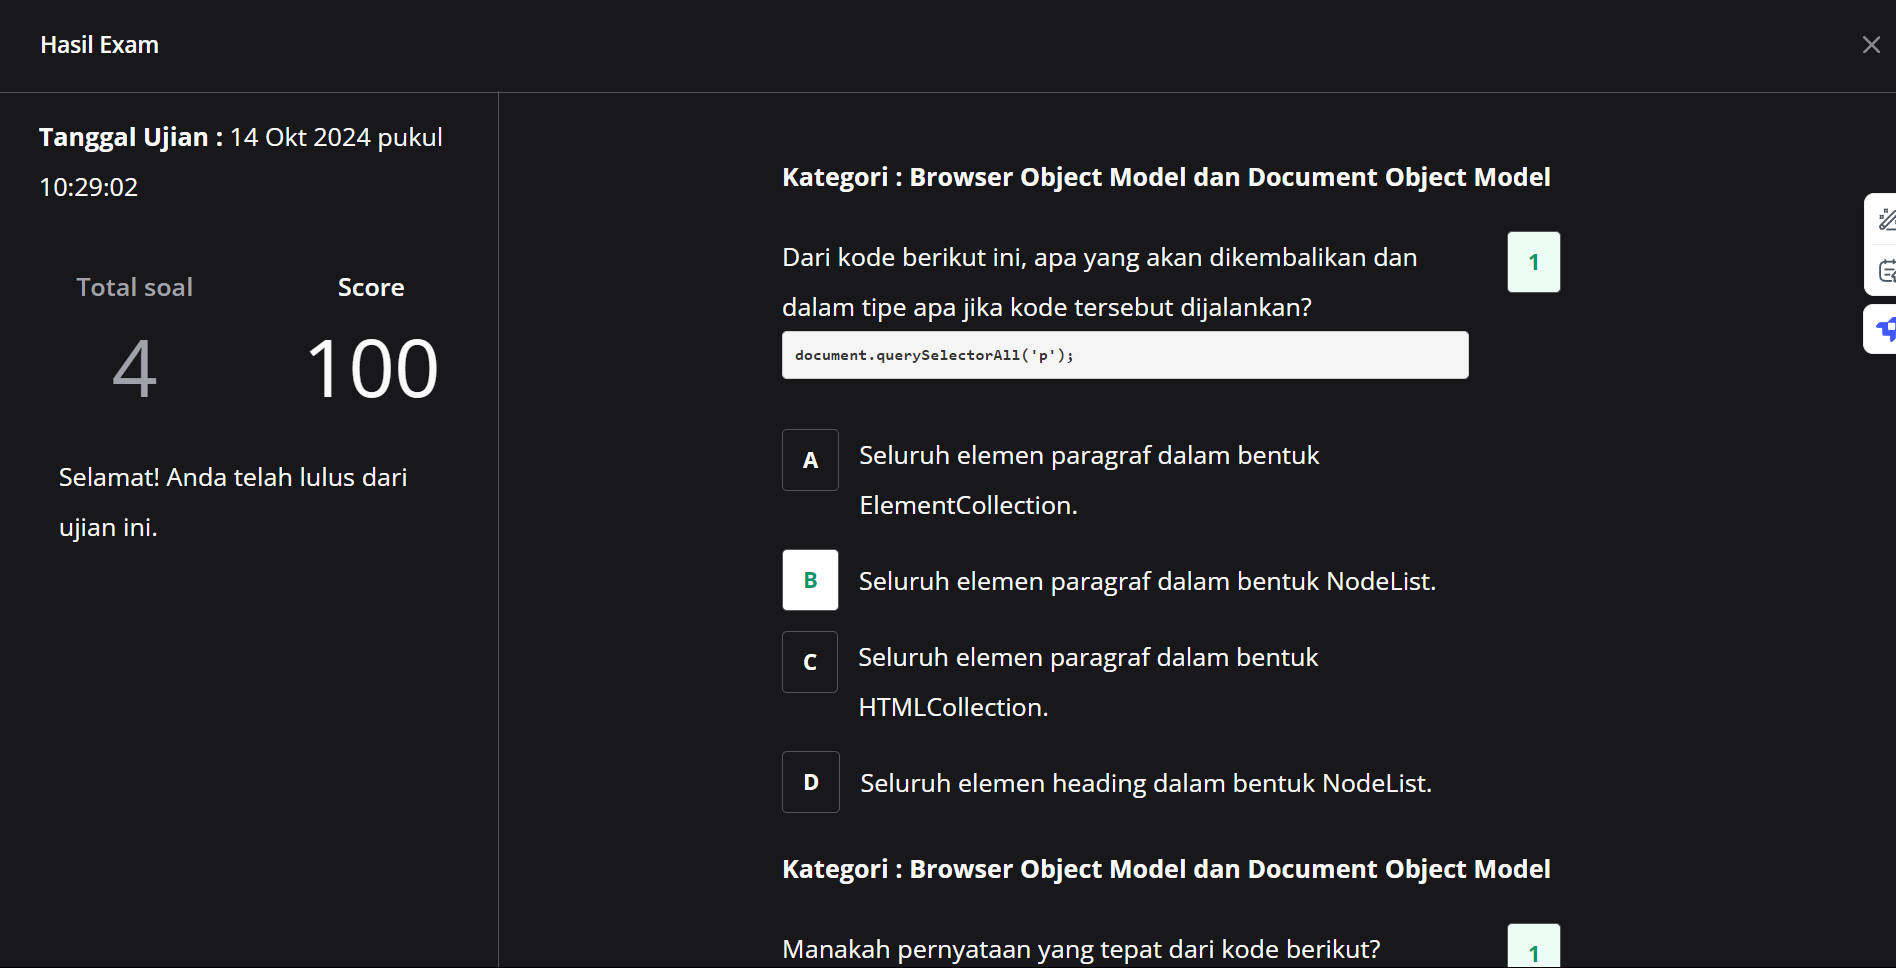 Hasil Exam
Tanggal Ujian : 14 Okt 2024 pukul
10:29:02
Total soal
Score
4
100
Selamat! Anda telah lulus dari
ujian ini.
Kategori : Browser Object Model dan Document Object Model
Dari kode berikut ini, apa yang akan dikembalikan dan
dalam tipe apa jika kode tersebut dijalankan?
1
document.querySelectorAll('p');
A
Seluruh elemen paragraf dalam bentuk
ElementCollection.
B
Seluruh elemen paragraf dalam bentuk NodeList.
C
Seluruh elemen paragraf dalam bentuk
HTMLCollection.
D
Seluruh elemen heading dalam bentuk NodeList.
Kategori : Browser Object Model dan Document Object Model
Manakah pernyataan yang tepat dari kode berikut?
1